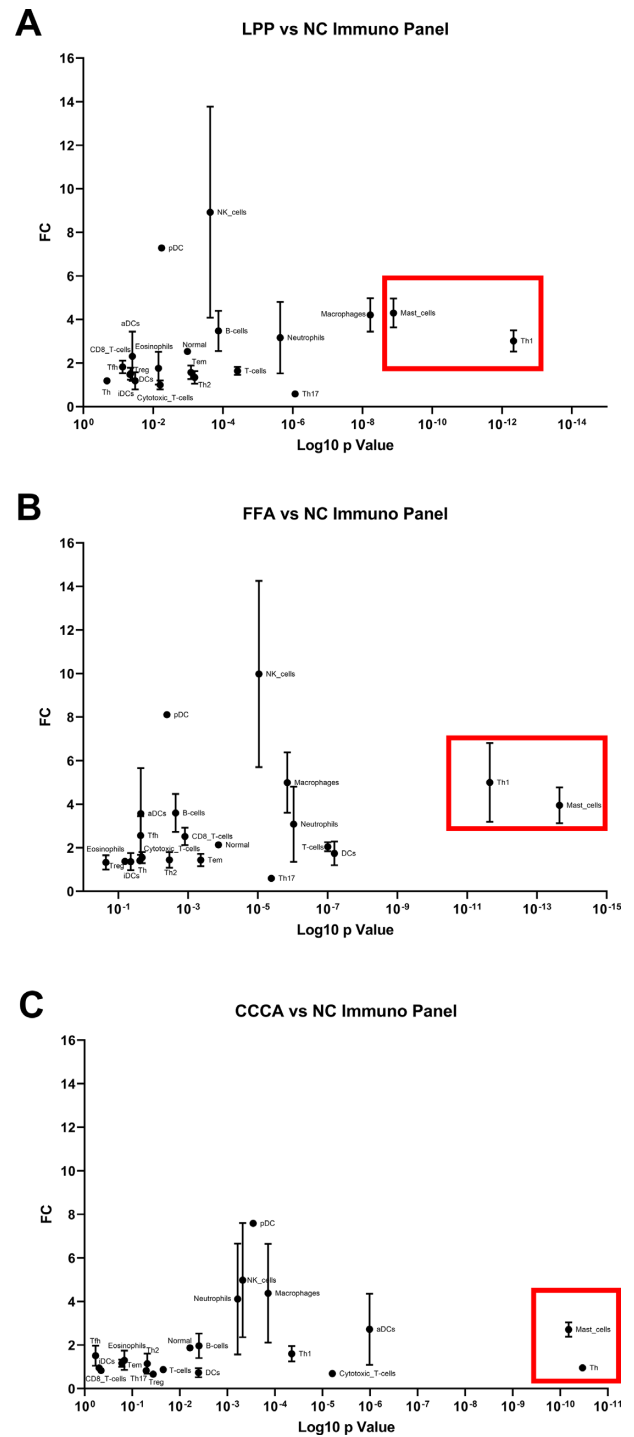 A
LPP vs NC Immuno Panel
16
14
12
10
8
6
4
2
0
FC
NK_cells
pDC
aDCs
B-cells
Macrophages
Mast_cells
Neutrophils
Th1
CD8_T-cells
Eosinophils
Normal
Tfh
Treg
Tem
T-cells
Th
iDCs
DCs
Cytotoxic_T-cells
Th2
Th17
10^0
10^-2
10^-4
10^-6
10^-8
10^-10
10^-12
10^-14
Log10 p Value
B
FFA vs NC Immuno Panel
16
14
12
10
8
6
4
2
0
FC
NK_cells
pDC
Macrophages
Th1
aDCs
B-cells
Neutrophils
Mast_cells
Tfh
CD8_T-cells
Eosinophils
Cytotoxic_T-cells
Normal
T-cells
DCs
Treg
iDCs
Th
Th2
Tem
Th17
10^-1
10^-3
10^-5
10^-7
10^-9
10^-11
10^-13
10^-15
Log10 p Value
C
CCCA vs NC Immuno Panel
16
14
12
10
8
6
4
2
0
FC
pDC
NK_cells
Neutrophils
Macrophages
aDCs
Mast_cells
Tfh
Eosinophils
Th2
Normal
B-cells
Th1
iDCs
Tem
CD8_T-cells
Th17
Treg
T-cells
DCs
Cytotoxic_T-cells
Th
10^0
10^-1
10^-2
10^-3
10^-4
10^-5
10^-6
10^-7
10^-8
10^-9
10^-10
10^-11
Log10 p Value